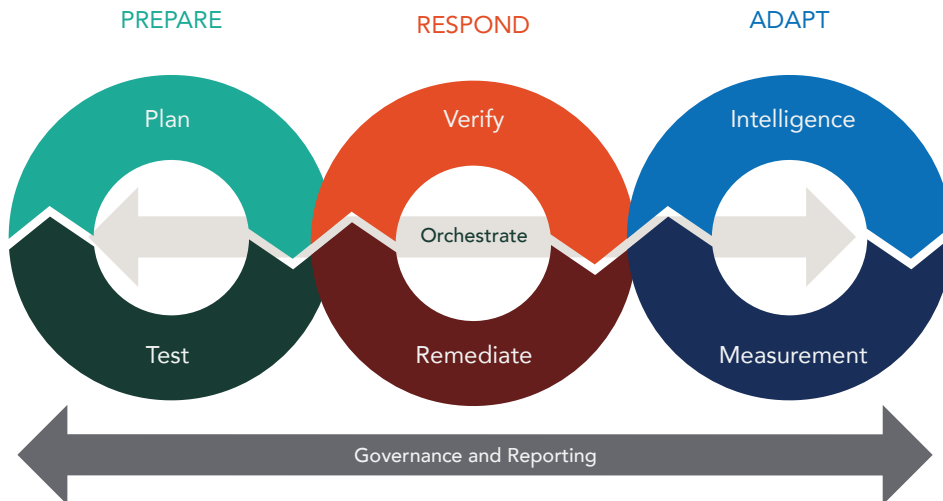 PREPARE
RESPOND
ADAPT
Plan
Verify
Intelligence
Orchestrate
Test
Remediate
Measurement
Governance and Reporting